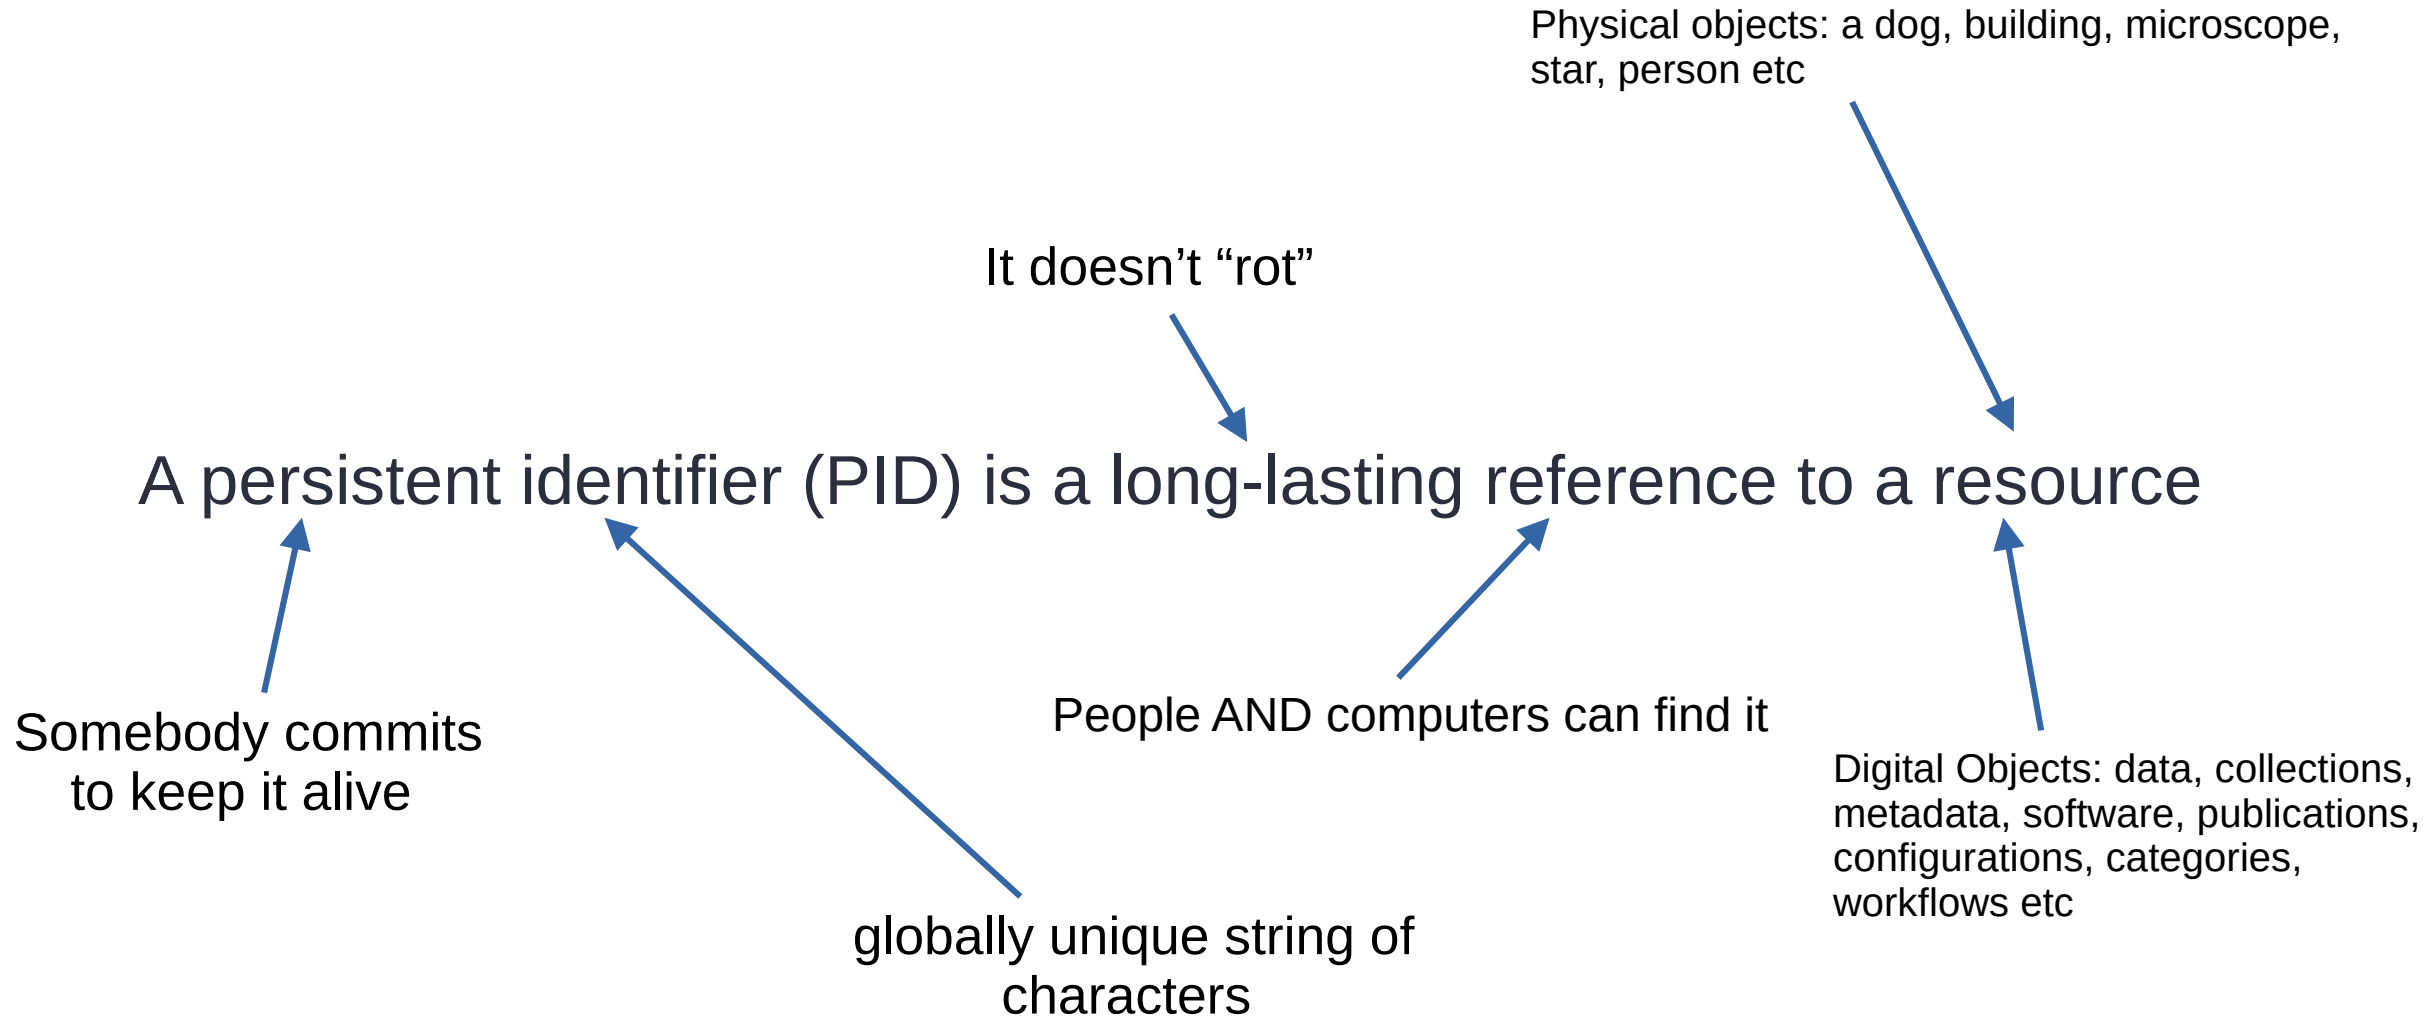 Physical objects: a dog, building, microscope,
star, person etc
It doesn’t “rot”
A persistent identifier (PID) is a long-lasting reference to a resource
Somebody commits
to keep it alive
People AND computers can find it
Digital Objects: data, collections,
metadata, software, publications,
configurations, categories,
workflows etc
globally unique string of
characters